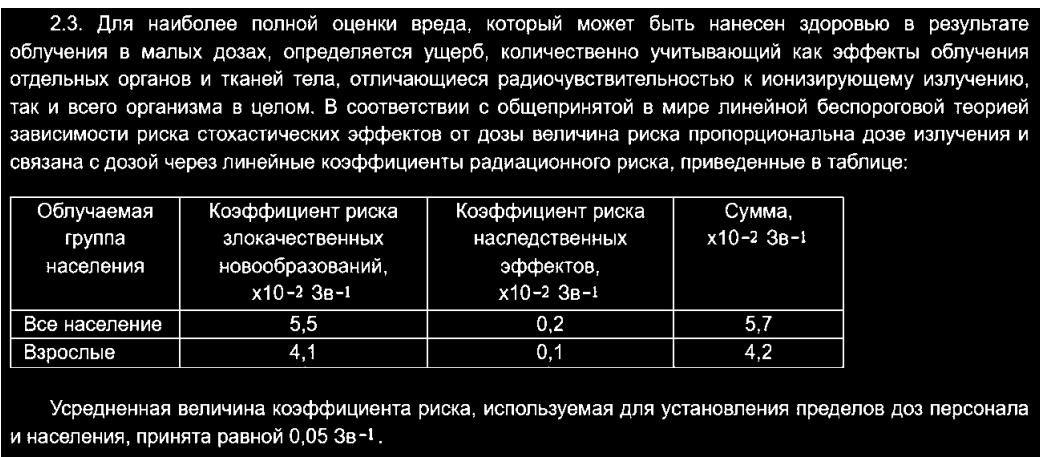 2.3. Для наиболее полной оценки вреда, который может быть нанесен здоровью в результате
облучения в малых дозах, определяется ущерб, количественно учитывающий как эффекты облучения
отдельных органов и тканей тела, отличающиеся радиочувствительностью к ионизирующему излучению,
так и всего организма в целом. В соответствии с общепринятой в мире линейной беспороговой теорией
зависимости риска стохастических эффектов от дозы величина риска пропорциональна дозе излучения и
связана с дозой через линейные коэффициенты радиационного риска, приведенные в таблице:
Облучаемая группа населения | Коэффициент риска злокачественных новообразований, x10-2 Зв-1 | Коэффициент риска наследственных эффектов, x10-2 Зв-1 | Сумма, x10-2 Зв-1
Все население 5,5 0,2 5,7
Взрослые 4,1 0,1 4,2
Усредненная величина коэффициента риска, используемая для установления пределов доз персонала
и населения, принята равной 0,05 Зв-1.